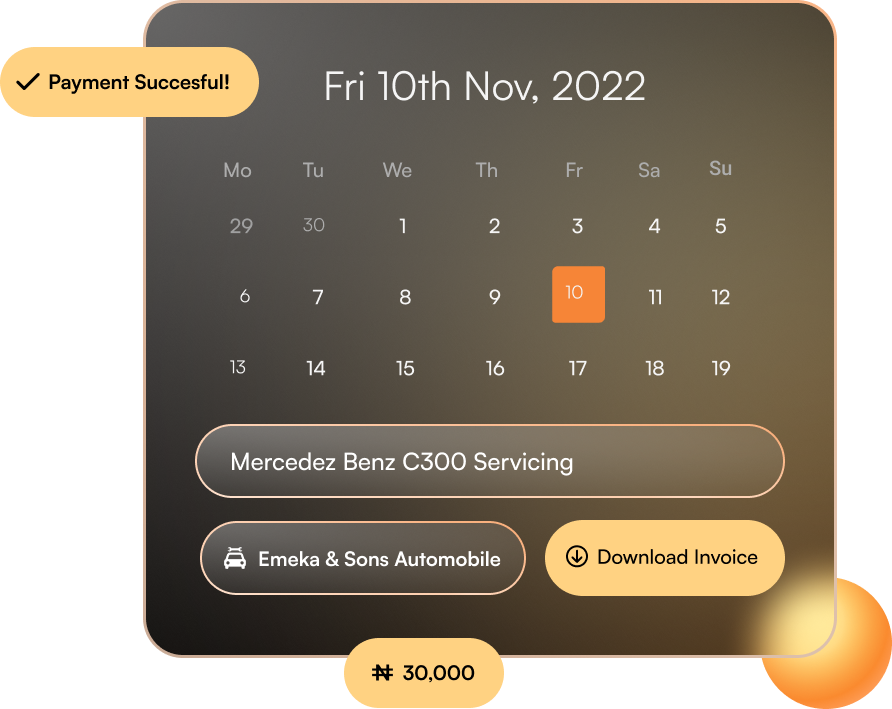 Payment Succesful!
Fri 10th Nov, 2022
Mo Tu We Th Fr Sa Su
29 30 1 2 3 4 5
6 7 8 9 10 11 12
13 14 15 16 17 18 19
Mercedez Benz C300 Servicing
Emeka & Sons Automobile
Download Invoice
₦ 30,000